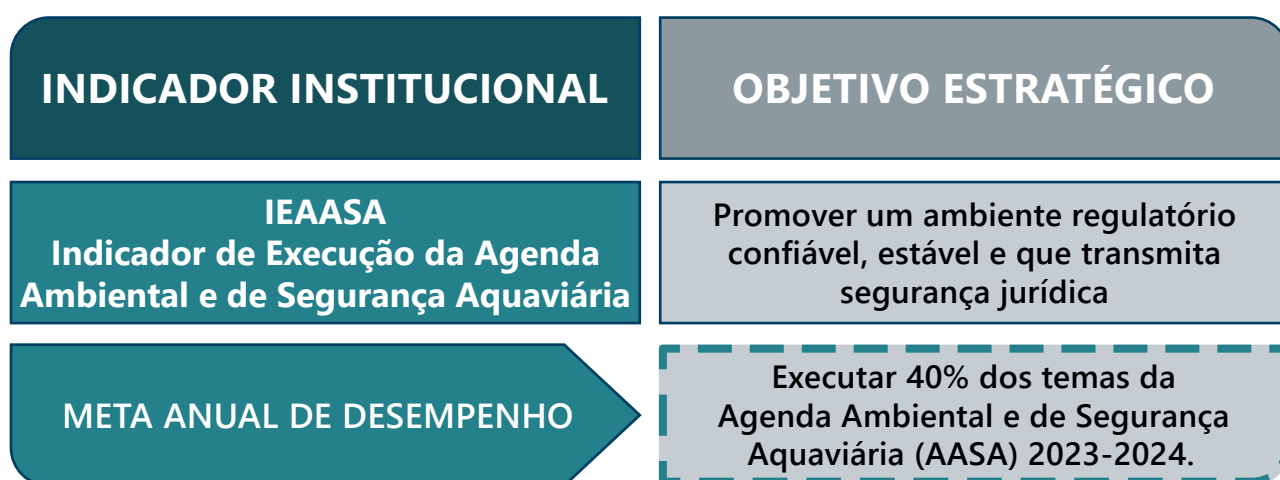 INDICADOR INSTITUCIONAL
OBJETIVO ESTRATÉGICO
IEAASA
Indicador de Execução da Agenda
Ambiental e de Segurança Aquaviária
Promover um ambiente regulatório
confiável, estável e que transmita
segurança jurídica
META ANUAL DE DESEMPENHO
Executar 40% dos temas da
Agenda Ambiental e de Segurança
Aquaviária (AASA) 2023-2024.